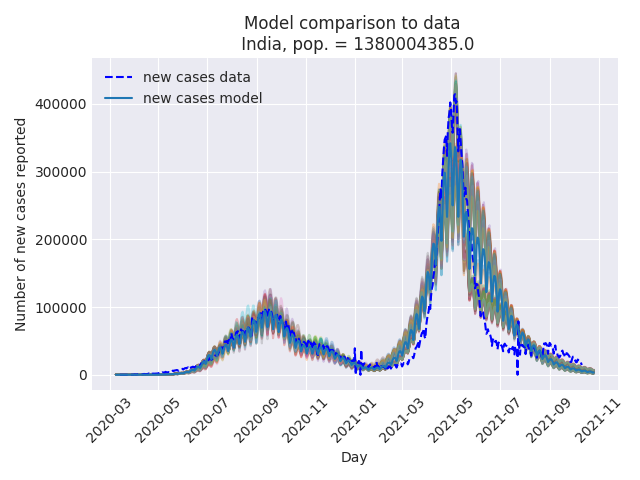 Model comparison to data
India, pop. = 1380004385.0
new cases data
new cases model
Number of new cases reported
400000
300000
200000
100000
0
2020-03
2020-05
2020-07
2020-09
2020-11
2021-01
2021-03
2021-05
2021-07
2021-09
2021-11
Day